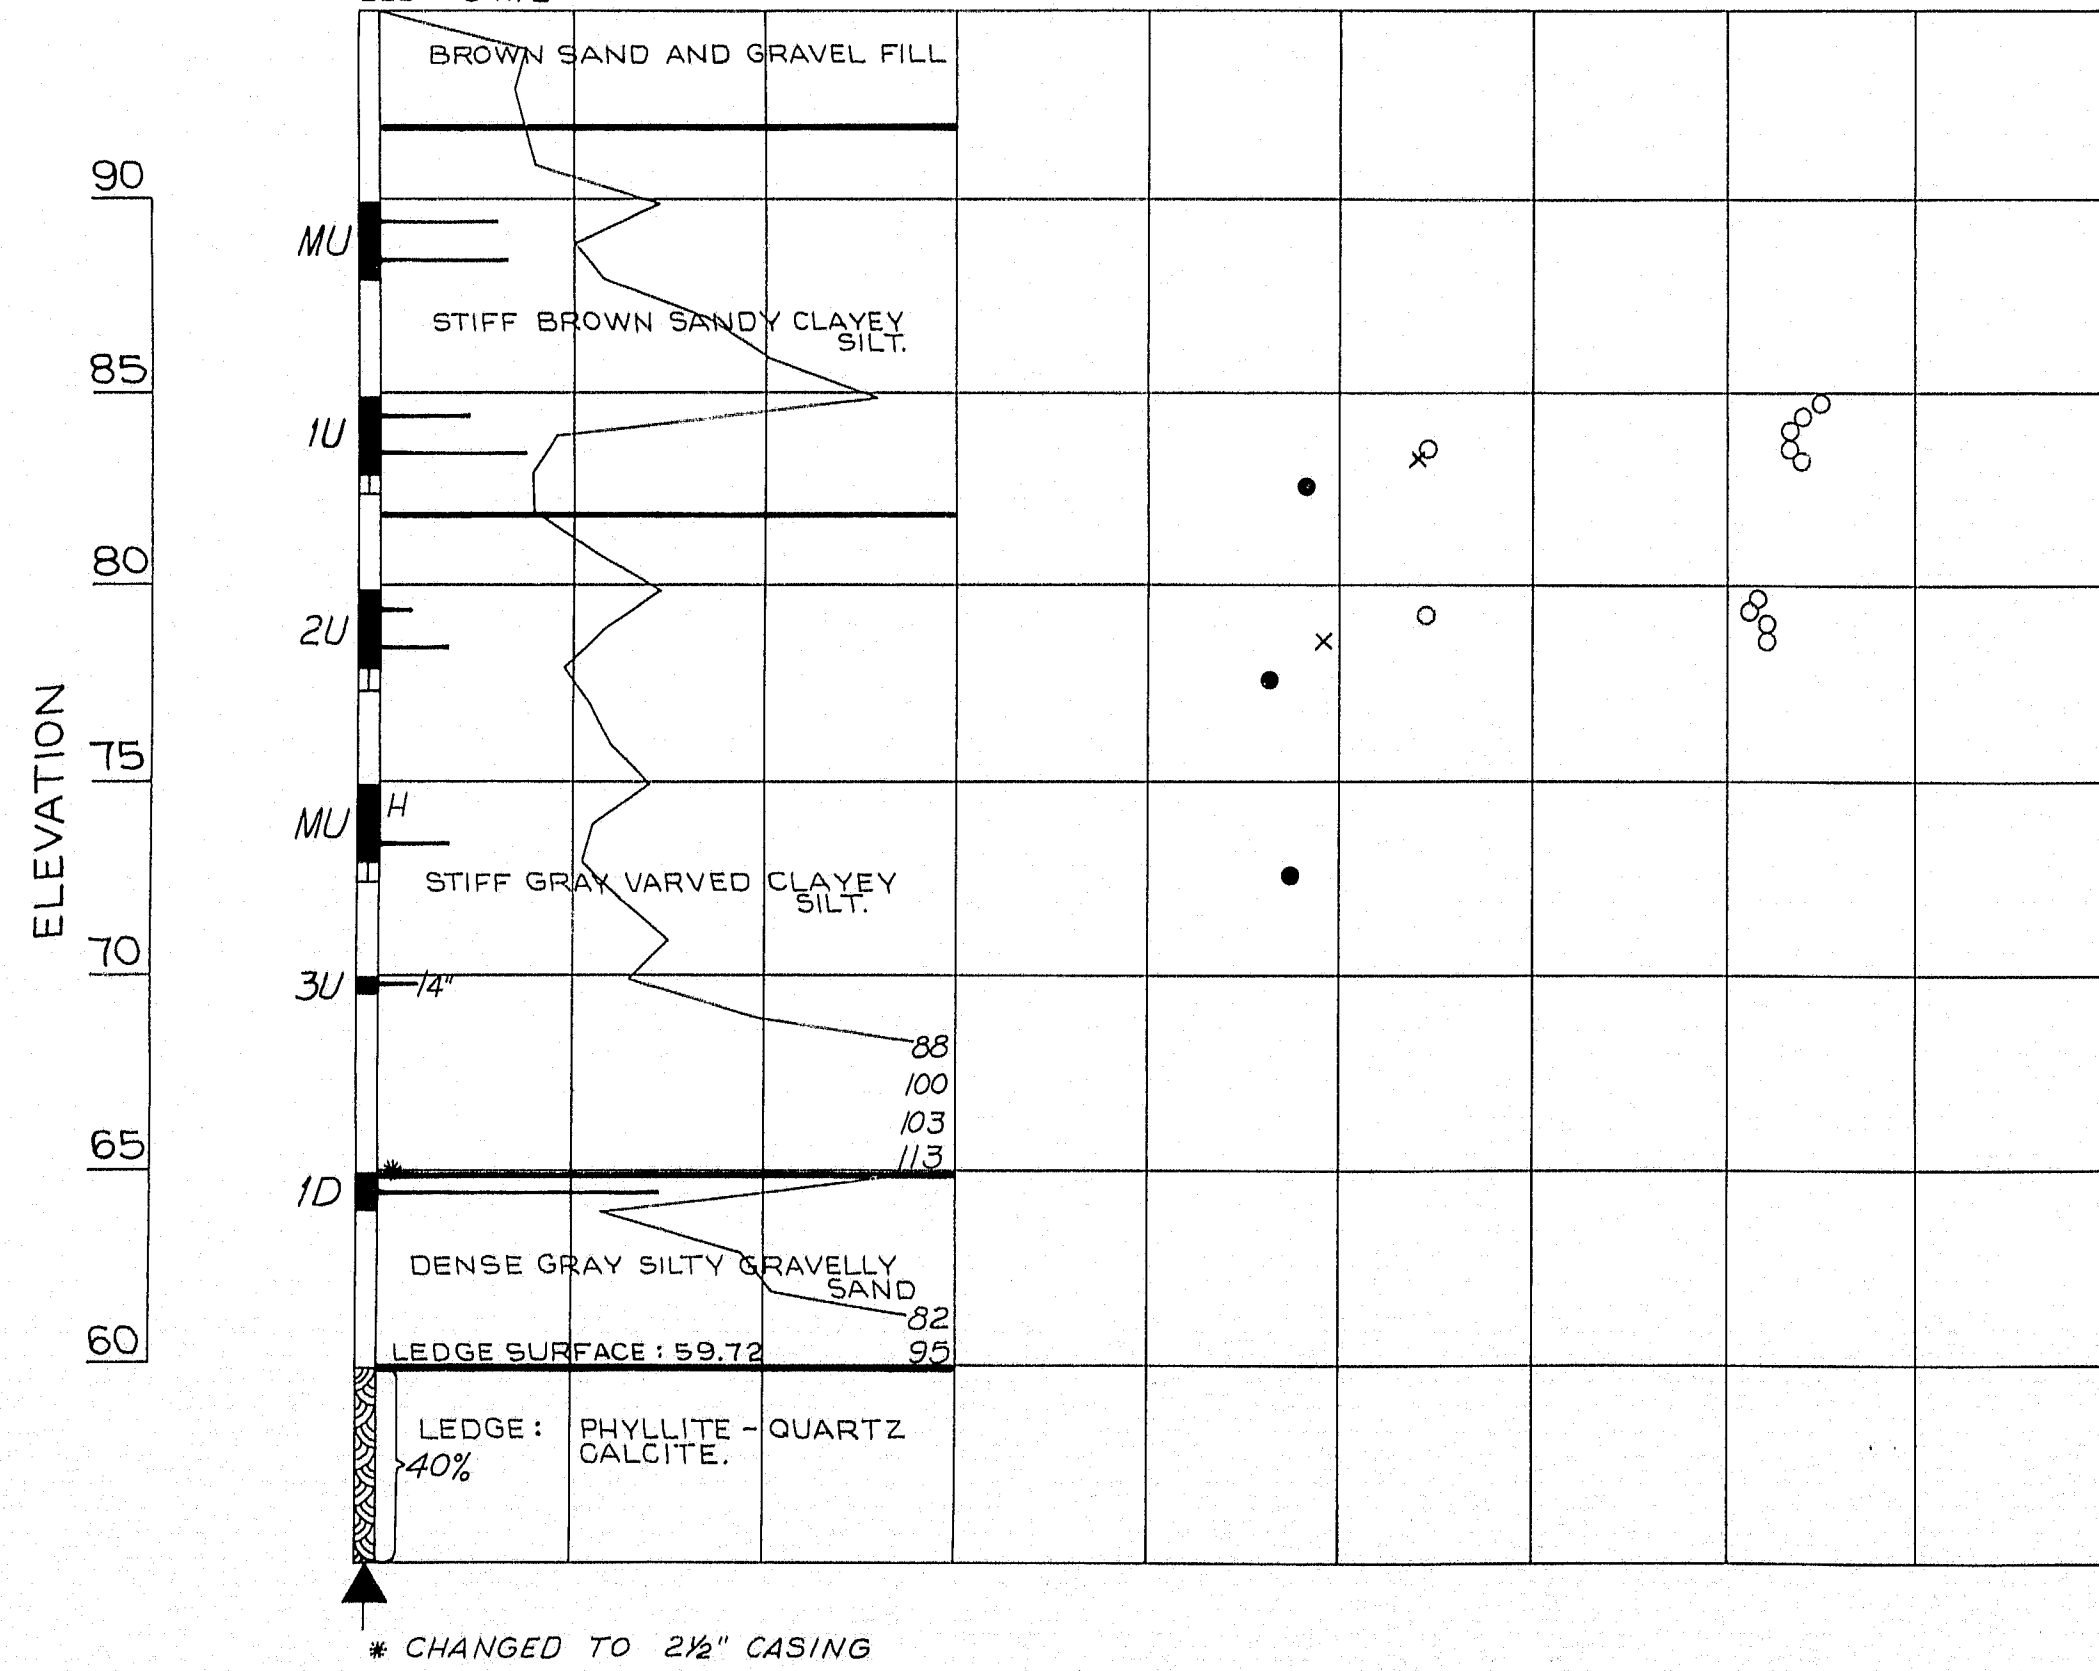 BROWN SAND AND GRAVEL FILL
90
MU
STIFF BROWN SANDY CLAYEY
SILT.
85
1U
80
2U
ELEVATION
75
MU
H
STIFF GRAY VARVED CLAYEY
SILT.
70
3U
14"
88
100
103
65
*
113
1D
DENSE GRAY SILTY GRAVELLY
SAND
82
60
LEDGE SURFACE : 59.72
95
LEDGE: PHYLLITE - QUARTZ
CALCITE.
40%
* CHANGED TO 2½" CASING